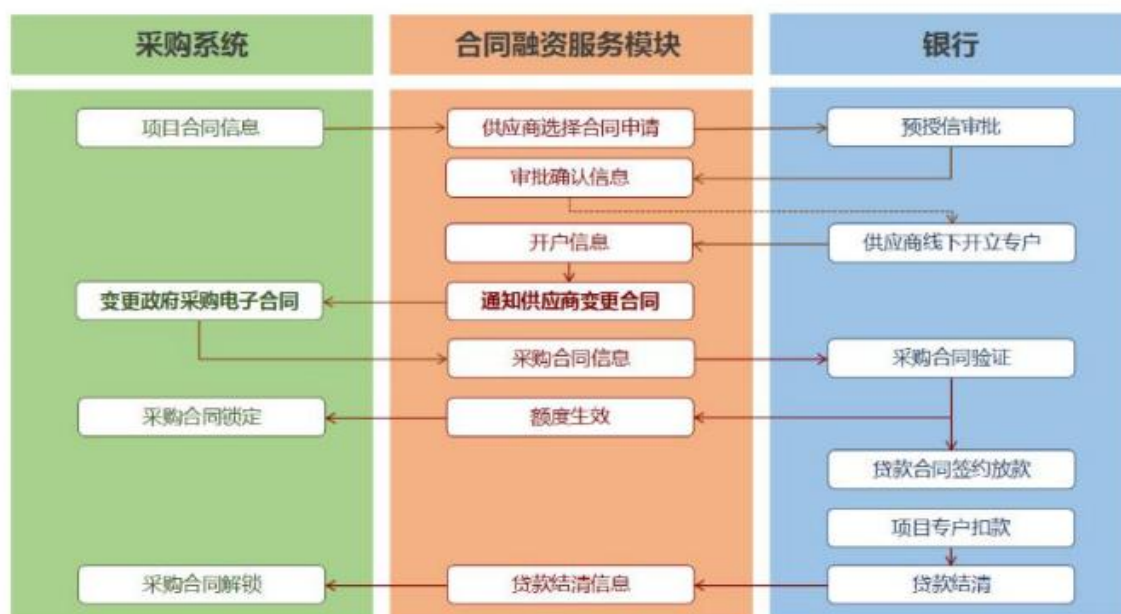 采购系统
合同融资服务模块
银行
项目合同信息
供应商选择合同申请
预授信审批
审批确认信息
开户信息
供应商线下开立专户
变更政府采购电子合同
通知供应商变更合同
采购合同信息
采购合同验证
采购合同锁定
额度生效
贷款合同签约放款
项目专户扣款
采购合同解锁
贷款结清信息
贷款结清